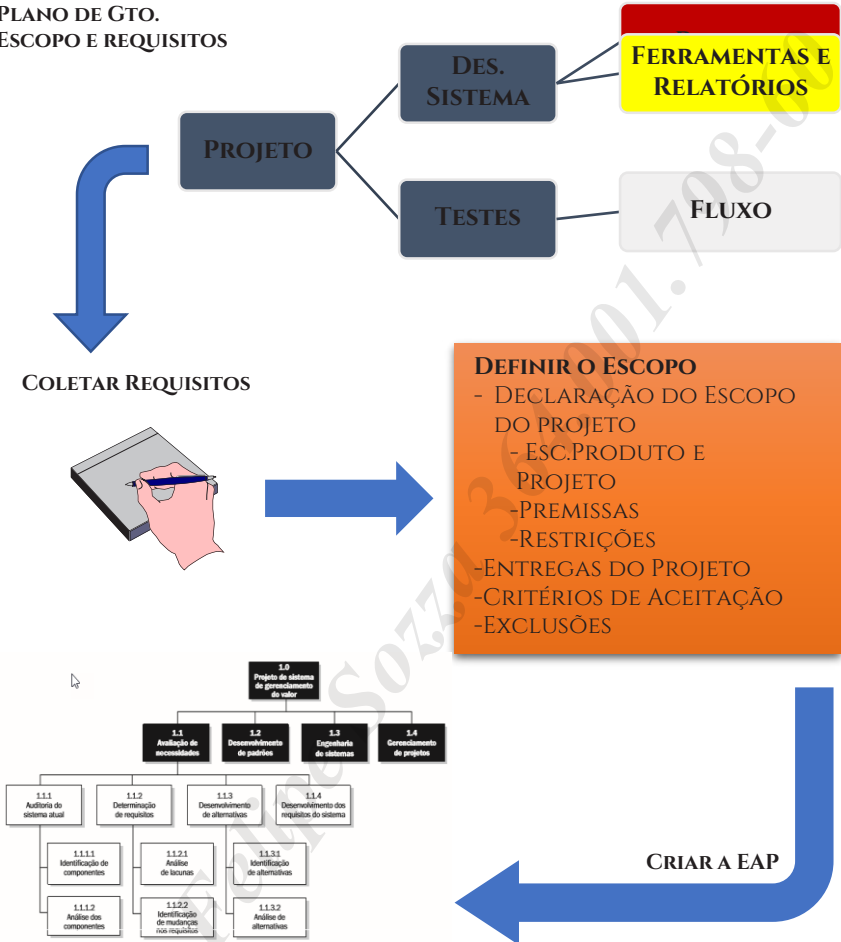 Plano de Gto.
Escopo e requisitos
Projeto
Des.
Sistema
Testes
Ferramentas e
Relatórios
Fluxo
Coletar Requisitos
Definir o Escopo
- Declaração do Escopo
do projeto
- Esc.Produto e
Projeto
-Premissas
-Restrições
-Entregas do Projeto
-Critérios de Aceitação
-Exclusões
Criar a EAP
1.0
Projeto de sistema
de gerenciamento
do valor
1.1
Avaliação de
necessidades
1.2
Desenvolvimento
de padrões
1.3
Engenharia
de sistemas
1.4
Gerenciamento
de projetos
1.1.1
Auditoria do
sistema atual
1.1.2
Determinação
de requisitos
1.1.3
Desenvolvimento
de alternativas
1.1.4
Desenvolvimento dos
requisitos do sistema
1.1.1.1
Identificação de
componentes
1.1.2.1
Análise
de lacunas
1.1.3.1
Identificação
de alternativas
1.1.1.2
Análise dos
componentes
1.1.2.2
Identificação
de mudanças
nos requisitos
1.1.3.2
Análise de
alternativas
Felipe Sozza 364.001.798-60